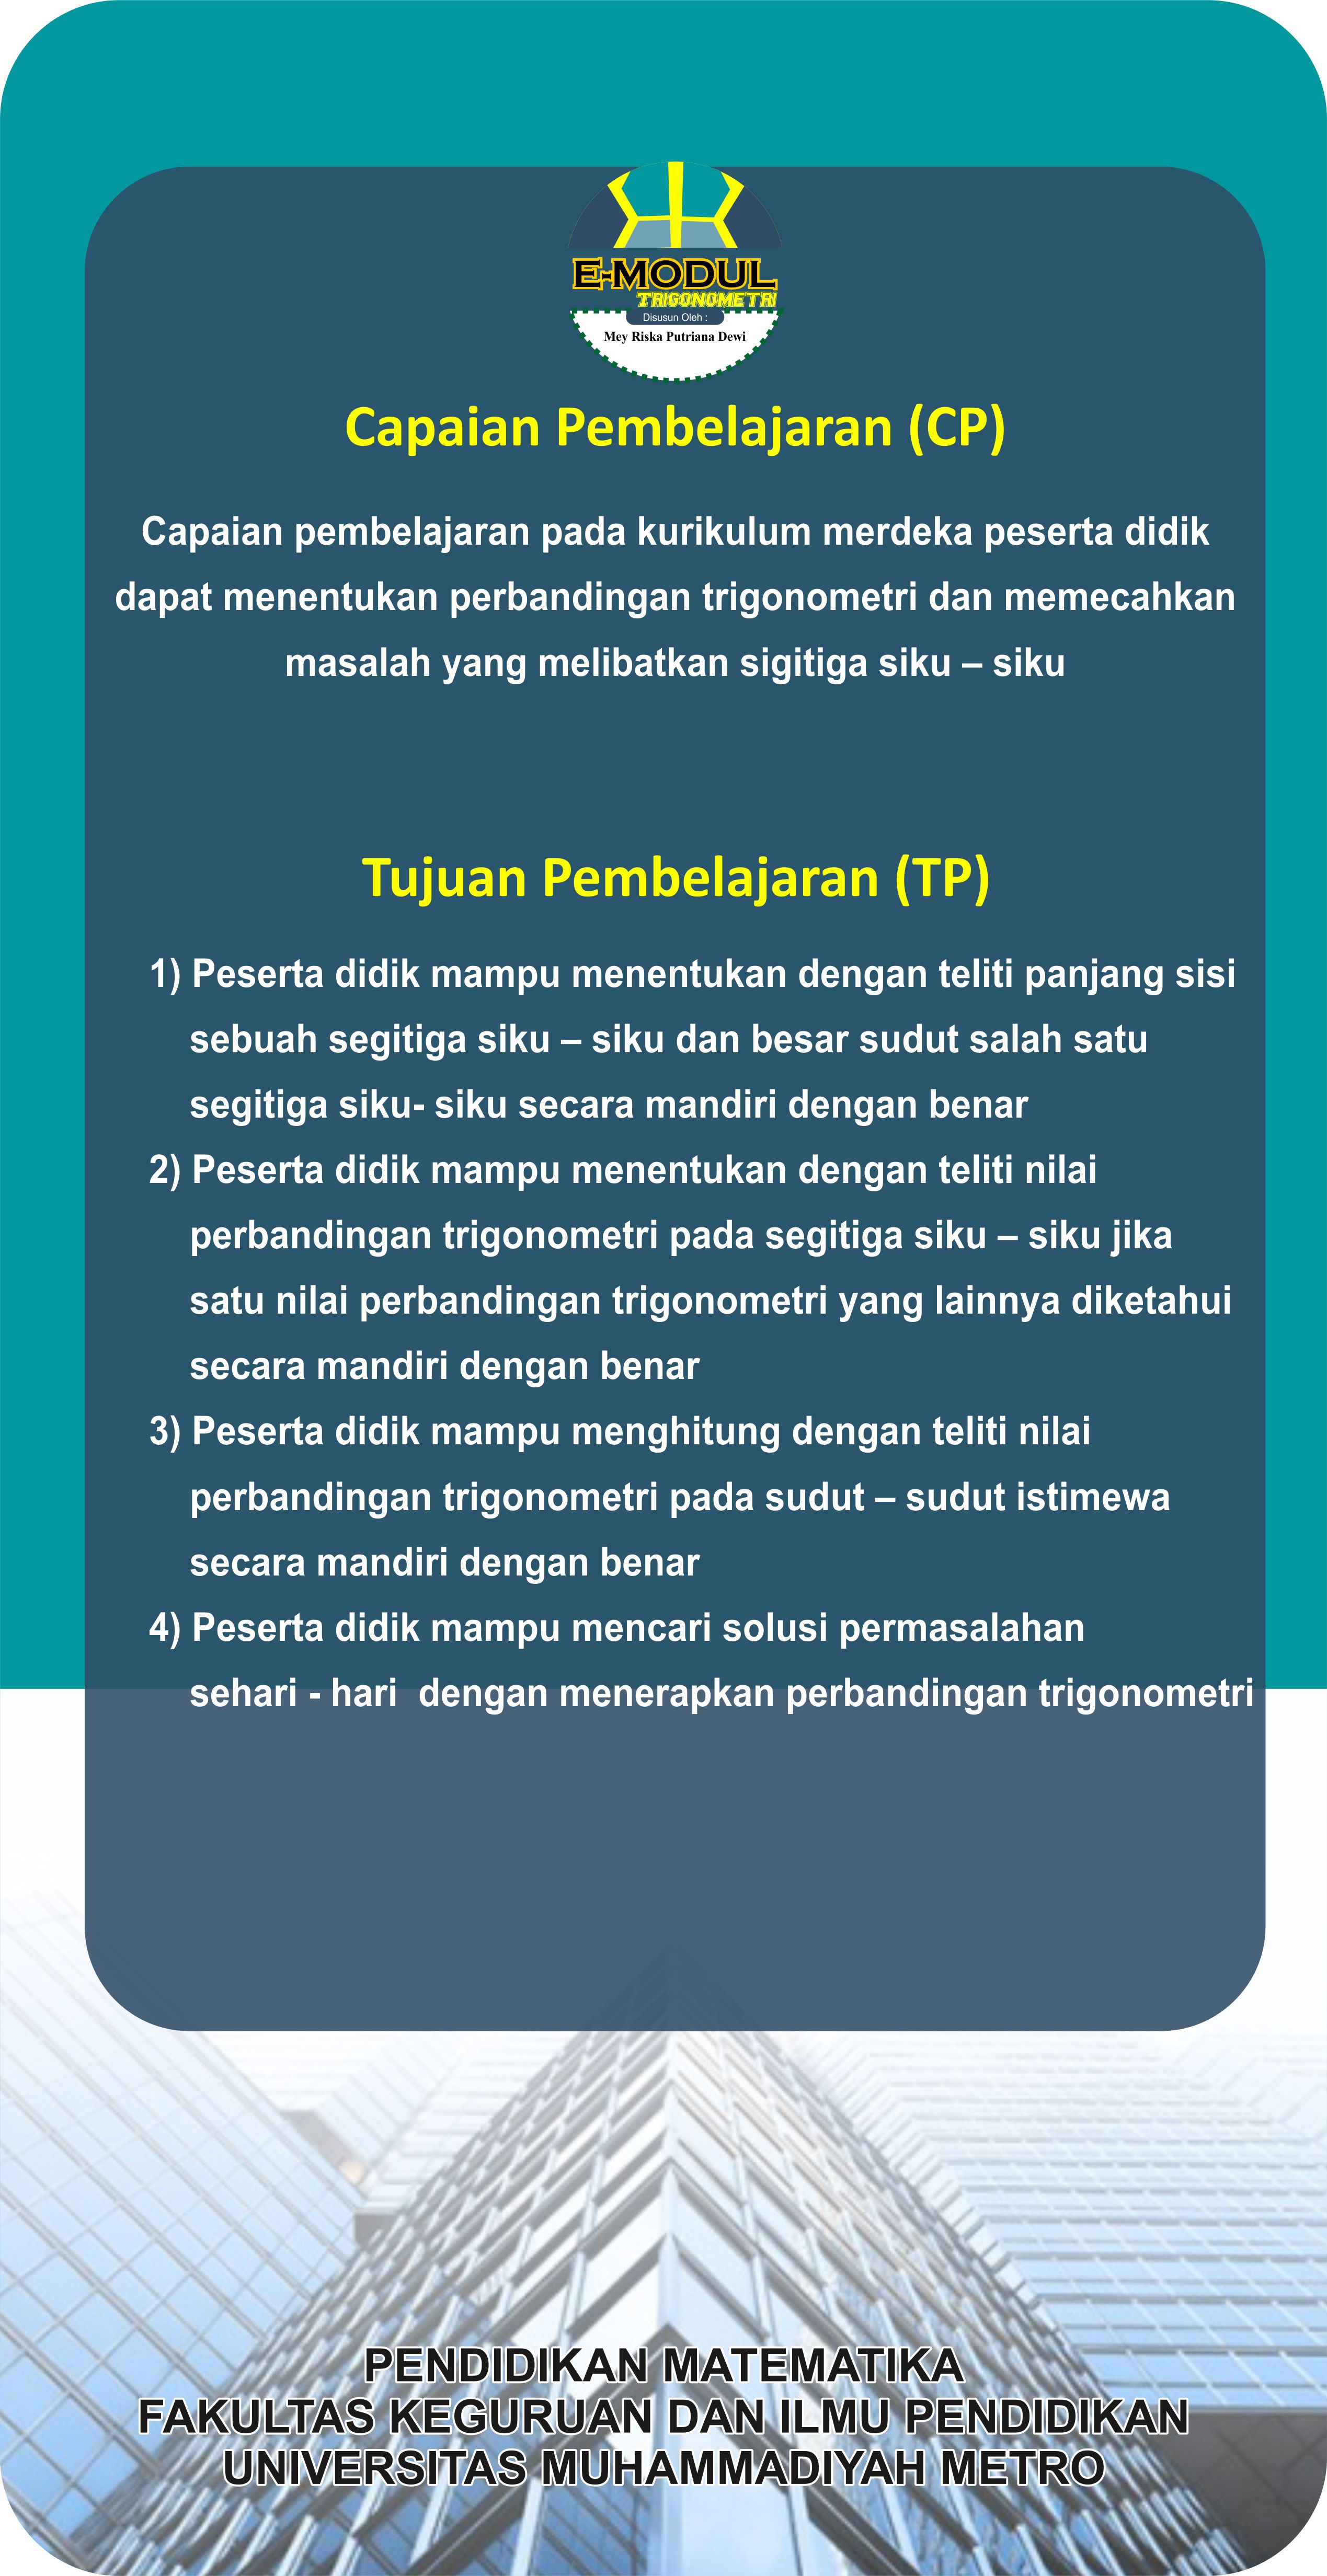 E-MODUL
TRIGONOMETRI
Disusun Oleh :
Mey Riska Putriana Dewi
Capaian Pembelajaran (CP)
Capaian pembelajaran pada kurikulum merdeka peserta didik
dapat menentukan perbandingan trigonometri dan memecahkan
masalah yang melibatkan sigitiga siku – siku
Tujuan Pembelajaran (TP)
1) Peserta didik mampu menentukan dengan teliti panjang sisi
sebuah segitiga siku – siku dan besar sudut salah satu
segitiga siku- siku secara mandiri dengan benar
2) Peserta didik mampu menentukan dengan teliti nilai
perbandingan trigonometri pada segitiga siku – siku jika
satu nilai perbandingan trigonometri yang lainnya diketahui
secara mandiri dengan benar
3) Peserta didik mampu menghitung dengan teliti nilai
perbandingan trigonometri pada sudut – sudut istimewa
secara mandiri dengan benar
4) Peserta didik mampu mencari solusi permasalahan
sehari - hari  dengan menerapkan perbandingan trigonometri
PENDIDIKAN MATEMATIKA
FAKULTAS KEGURUAN DAN ILMU PENDIDIKAN
UNIVERSITAS MUHAMMADIYAH METRO